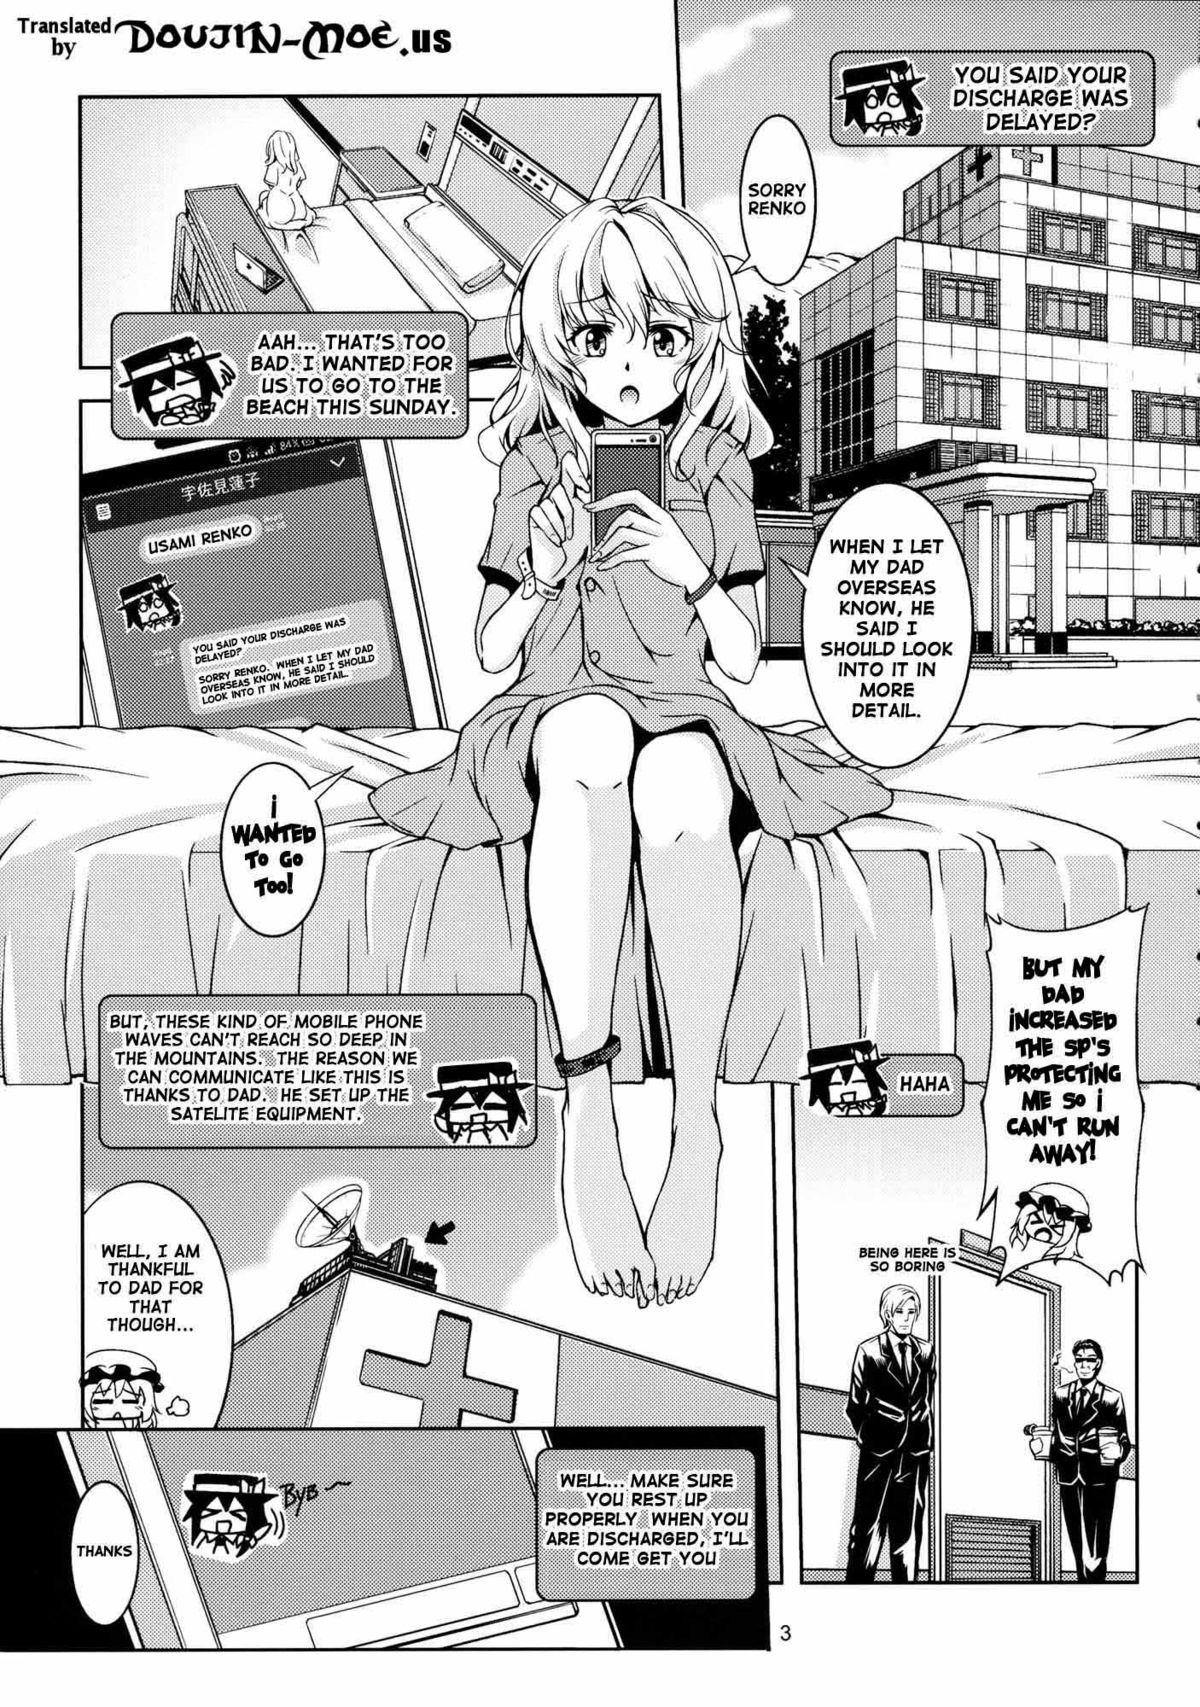 Translated
by
DOUJIN-MOE.us
YOU SAID YOUR
DISCHARGE WAS
DELAYED?
SORRY
RENKO
AAH... THAT'S TOO
BAD. I WANTED FOR
US TO GO TO THE
BEACH THIS SUNDAY.
84%
宇佐見蓮子
USAMI RENKO
YOU SAID YOUR DISCHARGE WAS
DELAYED?
SORRY RENKO. WHEN I LET MY DAD
OVERSEAS KNOW, HE SAID I SHOULD
LOOK INTO IT IN MORE DETAIL.
WHEN I LET
MY DAD
OVERSEAS
KNOW, HE
SAID I
SHOULD LOOK
INTO IT IN
MORE
DETAIL.
I
WANTED
TO GO
TOO!
BUT MY
DAD
INCREASED
THE SP'S
PROTECTING
ME SO I
CAN'T RUN
AWAY!
HAHA
BUT, THESE KIND OF MOBILE PHONE
WAVES CAN'T REACH SO DEEP IN
THE MOUNTAINS. THE REASON WE
CAN COMMUNICATE LIKE THIS IS
THANKS TO DAD. HE SET UP THE
SATELITE EQUIPMENT.
BEING HERE IS
SO BORING
WELL, I AM
THANKFUL
TO DAD FOR
THAT
THOUGH...
BYB~
WELL... MAKE SURE
YOU REST UP
PROPERLY WHEN YOU
ARE DISCHARGED, I'LL
COME GET YOU
THANKS
3